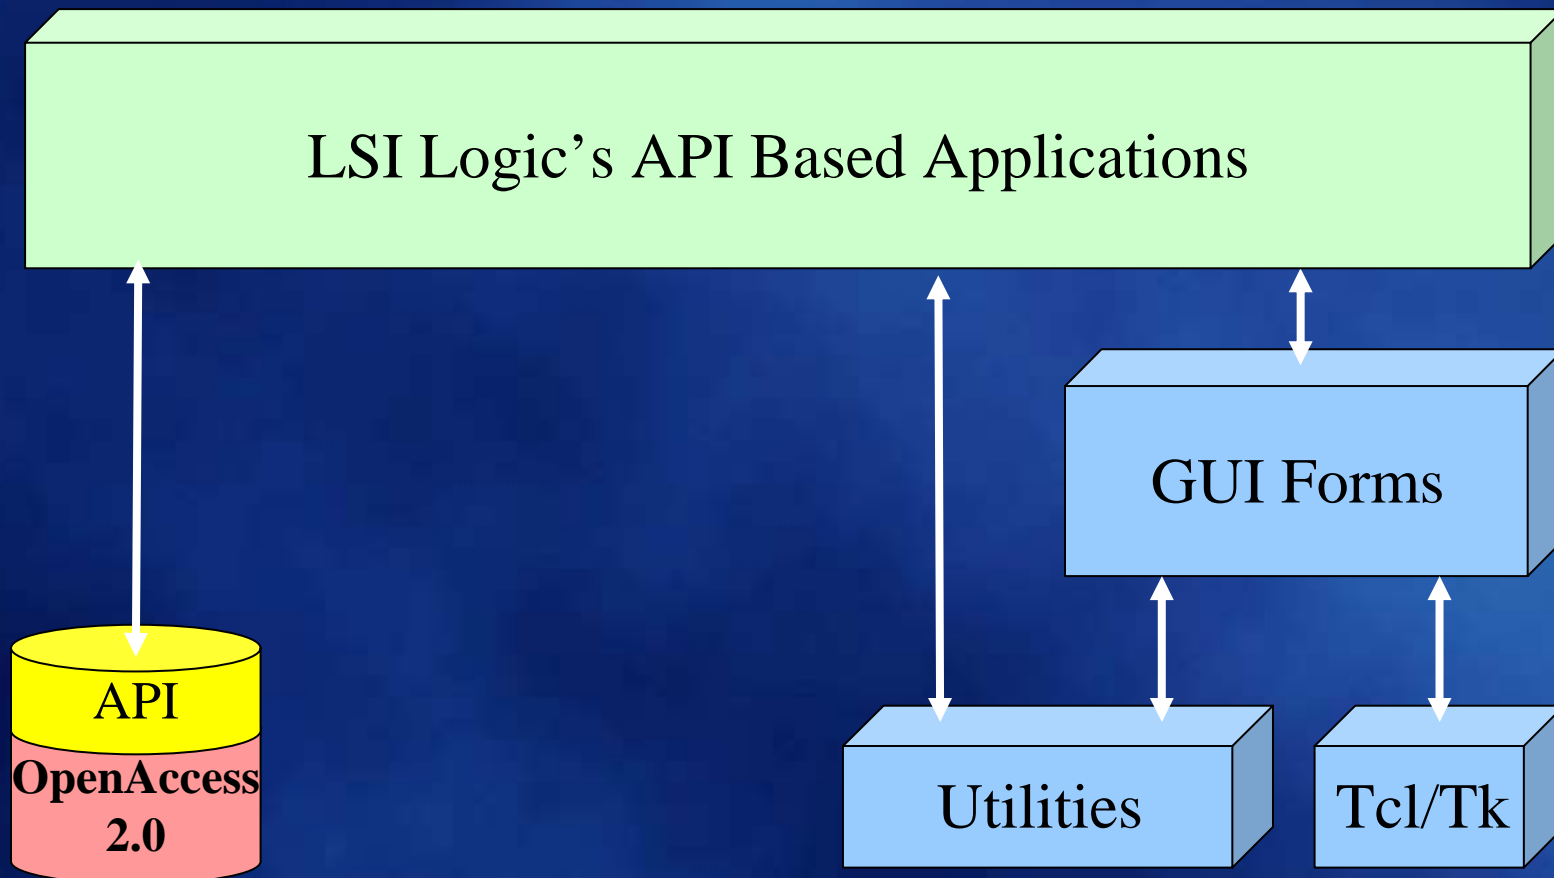 LSI Logic’s API Based Applications
GUI Forms
API
OpenAccess
2.0
Utilities
Tcl/Tk